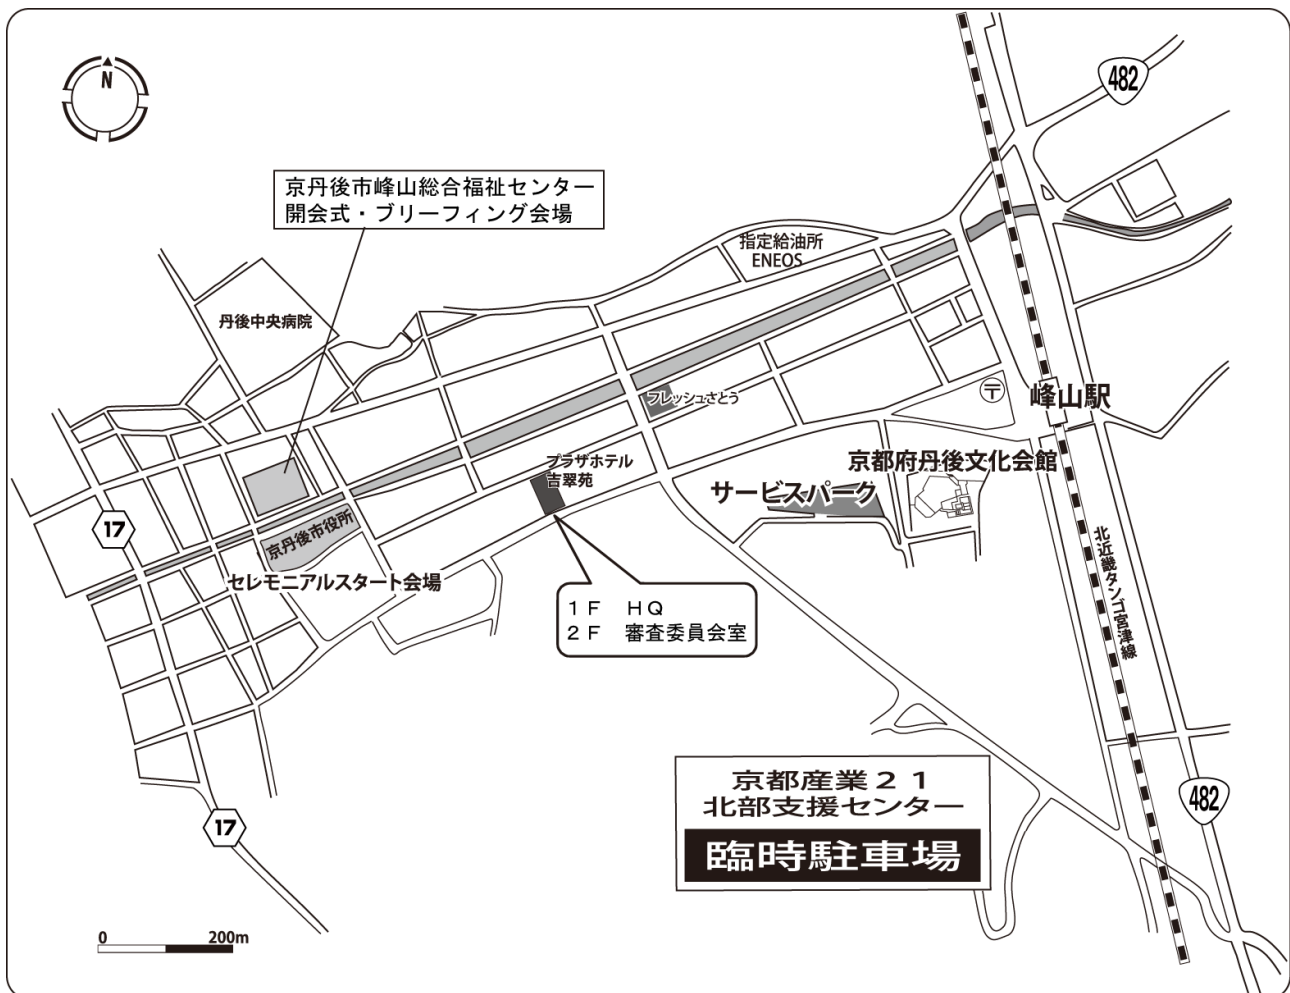 N
482
京丹後市峰山総合福祉センター
開会式・ブリーフィング会場
指定給油所
ENEOS
丹後中央病院
フレッシュさとう
〒
峰山駅
プラザホテル
吉翠苑
京都府丹後文化会館
サービスパーク
17
京丹後市役所
セレモニアルスタート会場
北近畿タンゴ宮津線
1F HQ
2F 審査委員会室
京都産業21
北部支援センター
臨時駐車場
482
17
0 200m